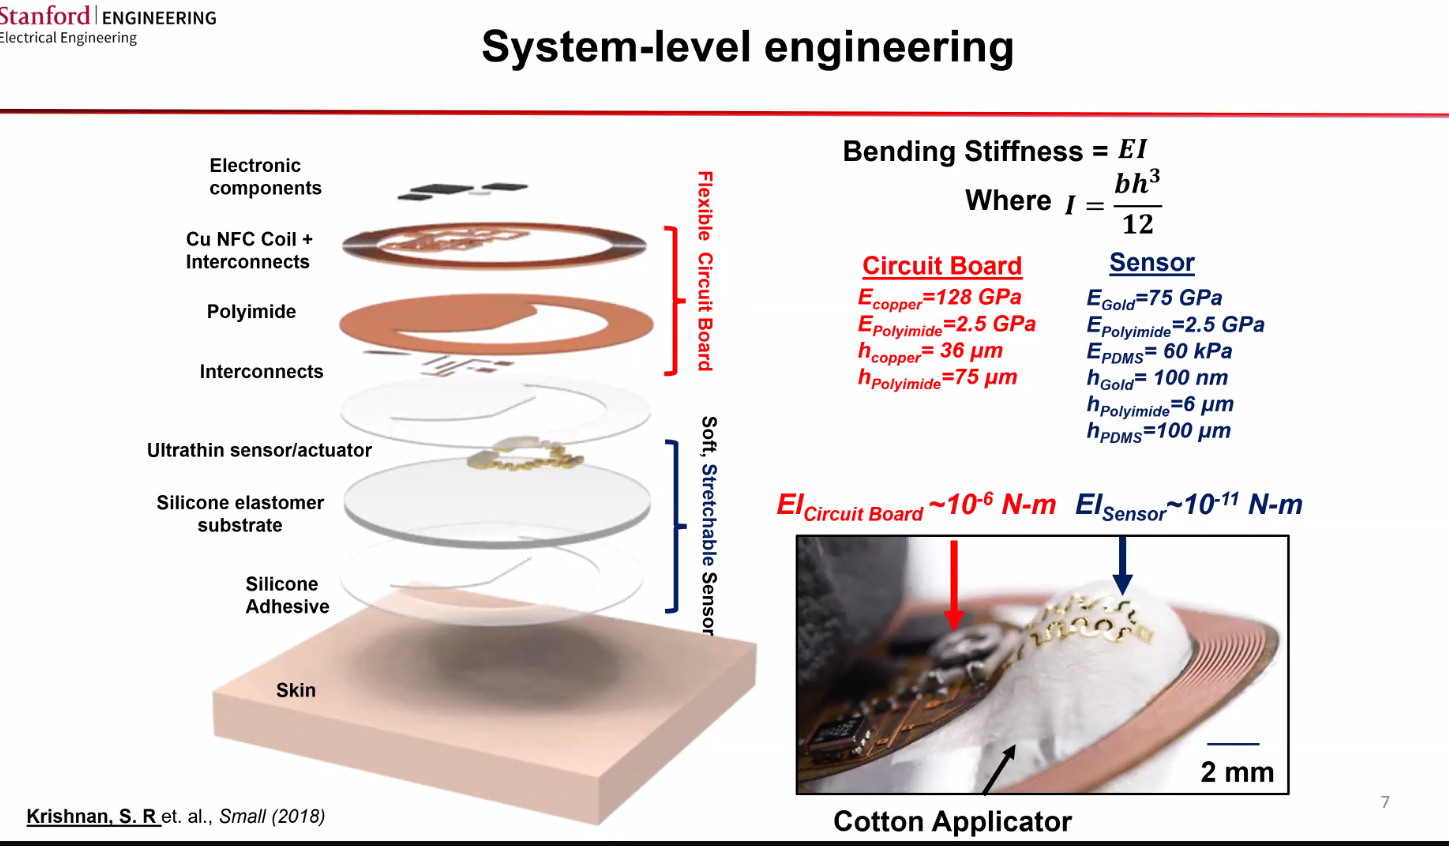 Stanford | ENGINEERING
Electrical Engineering
System-level engineering
Electronic
components
Cu NFC Coil +
Interconnects
Polyimide
Interconnects
Ultrathin sensor/actuator
Silicone elastomer
substrate
Silicone
Adhesive
Skin
Flexible Circuit Board
Soft, Stretchable Sensor
Bending Stiffness = EI
Where I = bh³/12
Circuit Board
E_copper=128 GPa
E_Polyimide=2.5 GPa
h_copper= 36 µm
h_Polyimide=75 µm
Sensor
E_Gold=75 GPa
E_Polyimide=2.5 GPa
E_PDMS= 60 kPa
h_Gold= 100 nm
h_Polyimide=6 µm
h_PDMS=100 µm
EI_Circuit Board ~10⁻⁶ N-m
EI_Sensor~10⁻¹¹ N-m
2 mm
Cotton Applicator
Krishnan, S. R et. al., Small (2018)
7